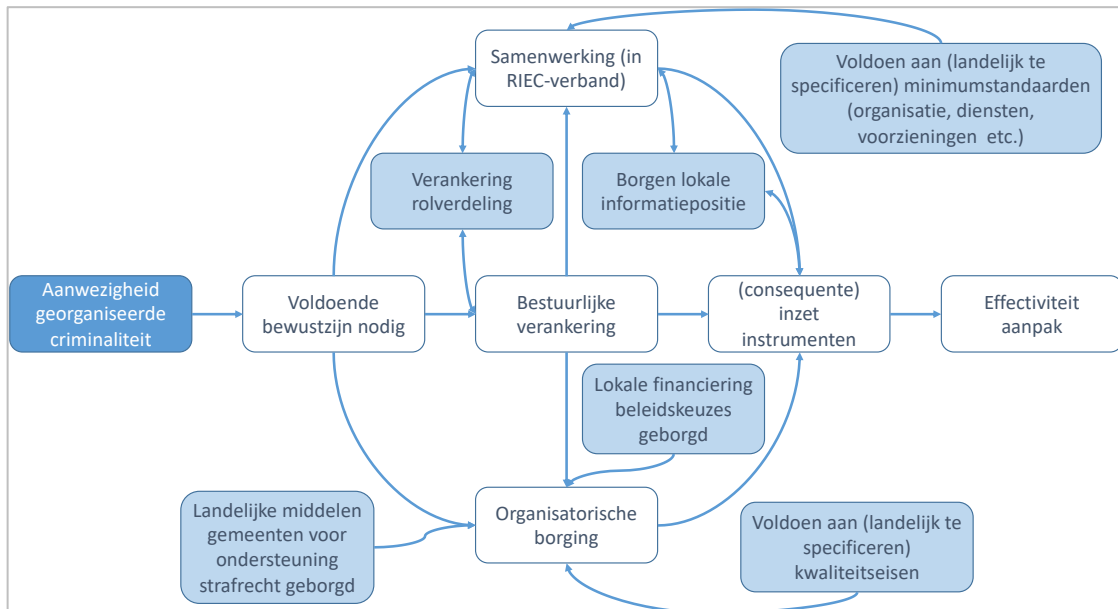 Samenwerking (in
RIEC-verband)
Voldoen aan (landelijk te
specificeren) minimumstandaarden
(organisatie, diensten,
voorzieningen etc.)
Verankering
rolverdeling
Borgen lokale
informatiepositie
Aanwezigheid
georganiseerde
criminaliteit
Voldoende
bewustzijn nodig
Bestuurlijke
verankering
(consequente)
inzet
instrumenten
Effectiviteit
aanpak
Lokale financiering
beleidskeuzes
geborgd
Landelijke middelen
gemeenten voor
ondersteuning
strafrecht geborgd
Organisatorische
borging
Voldoen aan (landelijk te
specificeren)
kwaliteitseisen